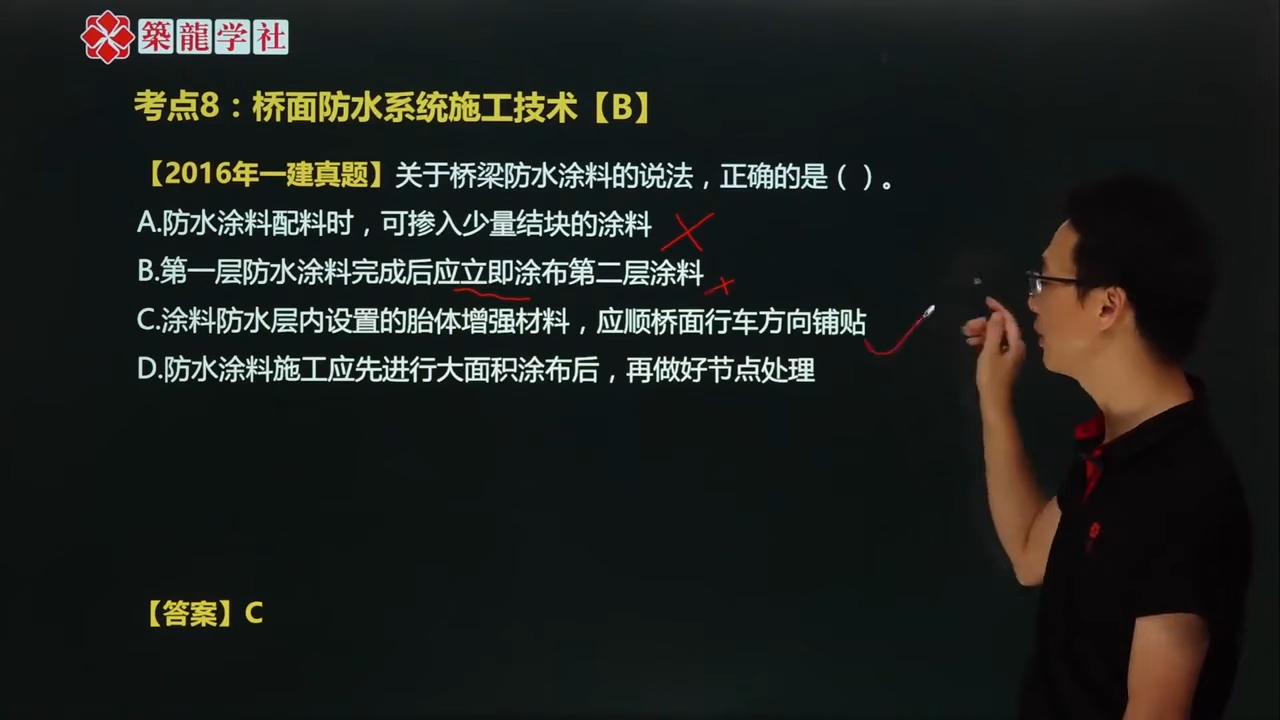 築龍学社
考点8：桥面防水系统施工技术【B】
【2016年一建真题】关于桥梁防水涂料的说法，正确的是（ ）。
A.防水涂料配料时，可掺入少量结块的涂料
B.第一层防水涂料完成后应立即涂布第二层涂料
C.涂料防水层内设置的胎体增强材料，应顺桥面行车方向铺贴
D.防水涂料施工应先进行大面积涂布后，再做好节点处理
【答案】C